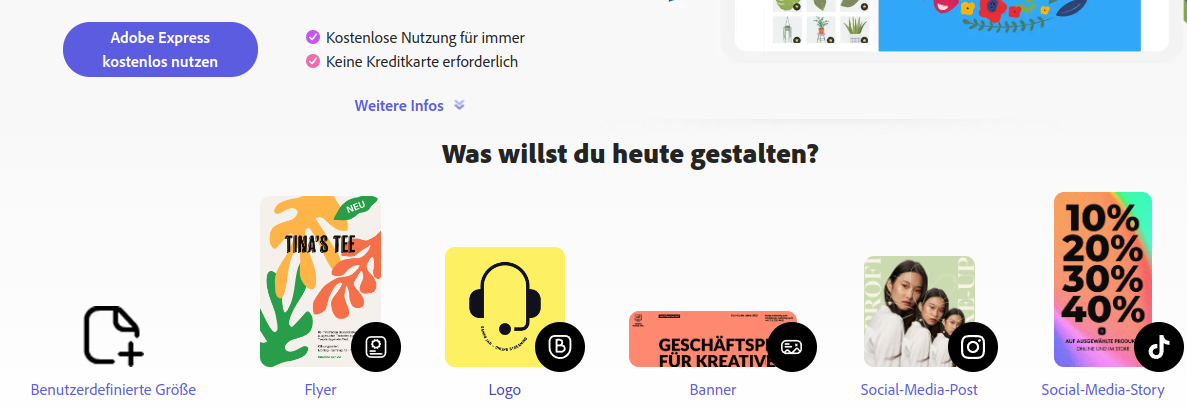 Adobe Express
kostenlos nutzen
Kostenlose Nutzung für immer
Keine Kreditkarte erforderlich
Weitere Infos
Was willst du heute gestalten?
NEU
TINA'S TEE
GESCHÄFTSP
FÜR KREATIVE
10%
20%
30%
40%
AUF AUSGEWÄHLTE PRODUK
ONLINE UND IM STORE
Benutzerdefinierte Größe
Flyer
Logo
Banner
Social-Media-Post
Social-Media-Story